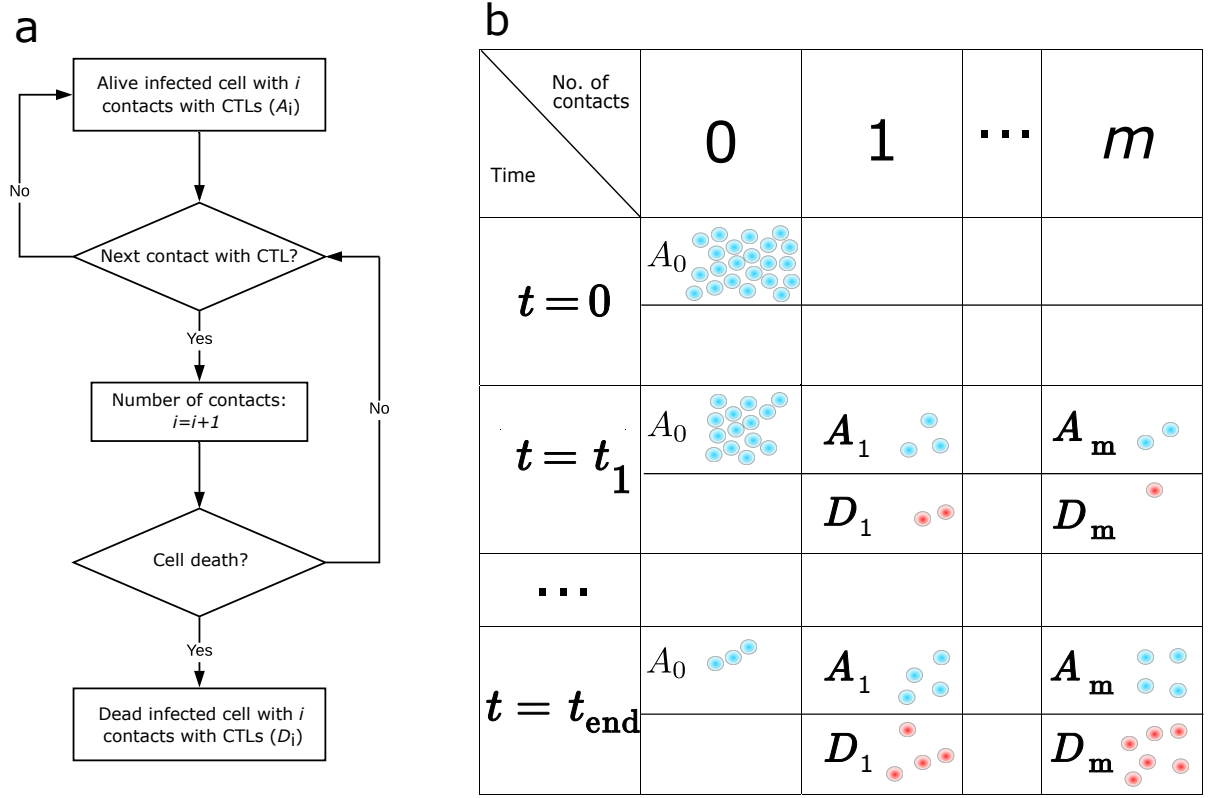 a
Alive infected cell with i
contacts with CTLs (Ai)
No
Next contact with CTL?
Yes
Number of contacts:
i=i+1
No
Cell death?
Yes
Dead infected cell with i
contacts with CTLs (Di)
b
No. of
contacts
Time
0
1
...
m
t = 0
A0
t = t1
A0
A1
Am
D1
Dm
...
t = tend
A0
A1
Am
D1
Dm